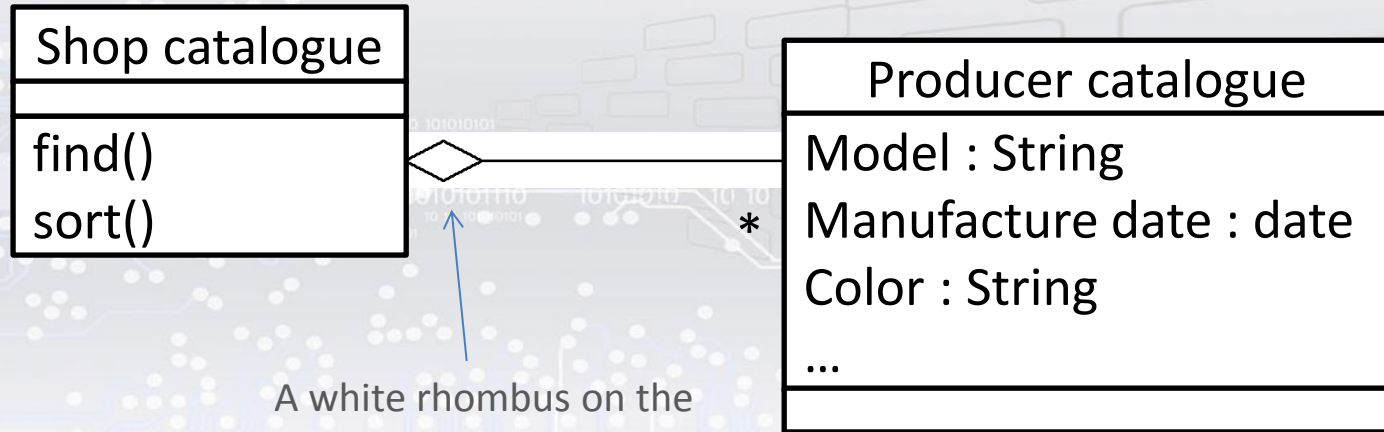 Shop catalogue
find()
sort()
*
Producer catalogue
Model : String
Manufacture date : date
Color : String
...
A white rhombus on the